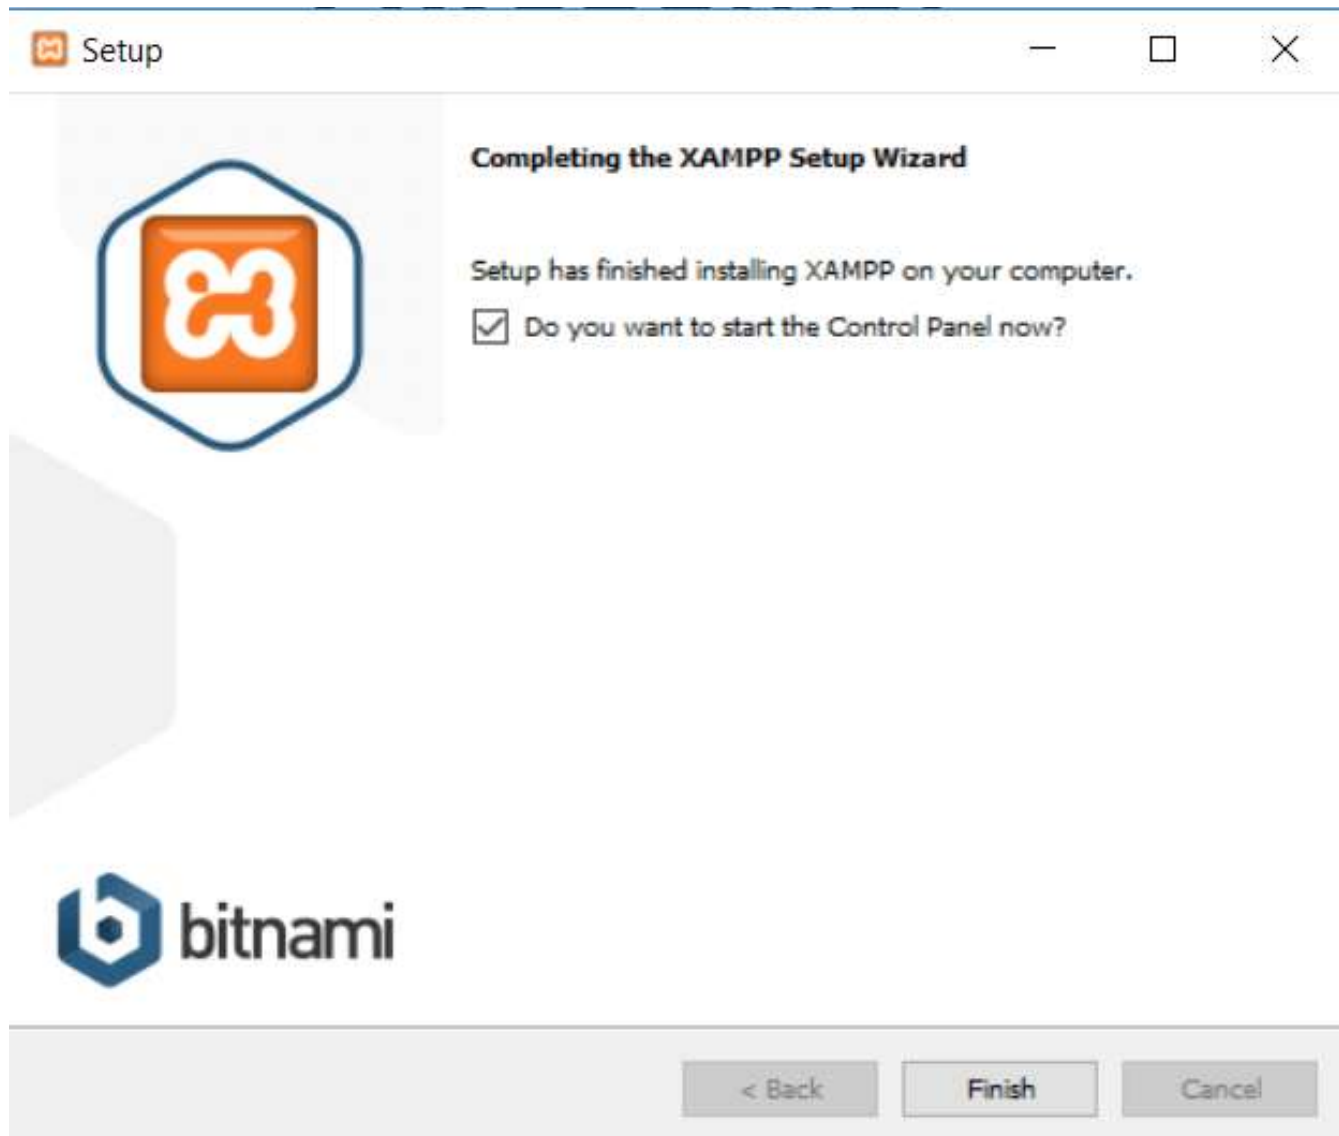 Setup
Completing the XAMPP Setup Wizard
Setup has finished installing XAMPP on your computer.
Do you want to start the Control Panel now?
bitnami
< Back
Finish
Cancel